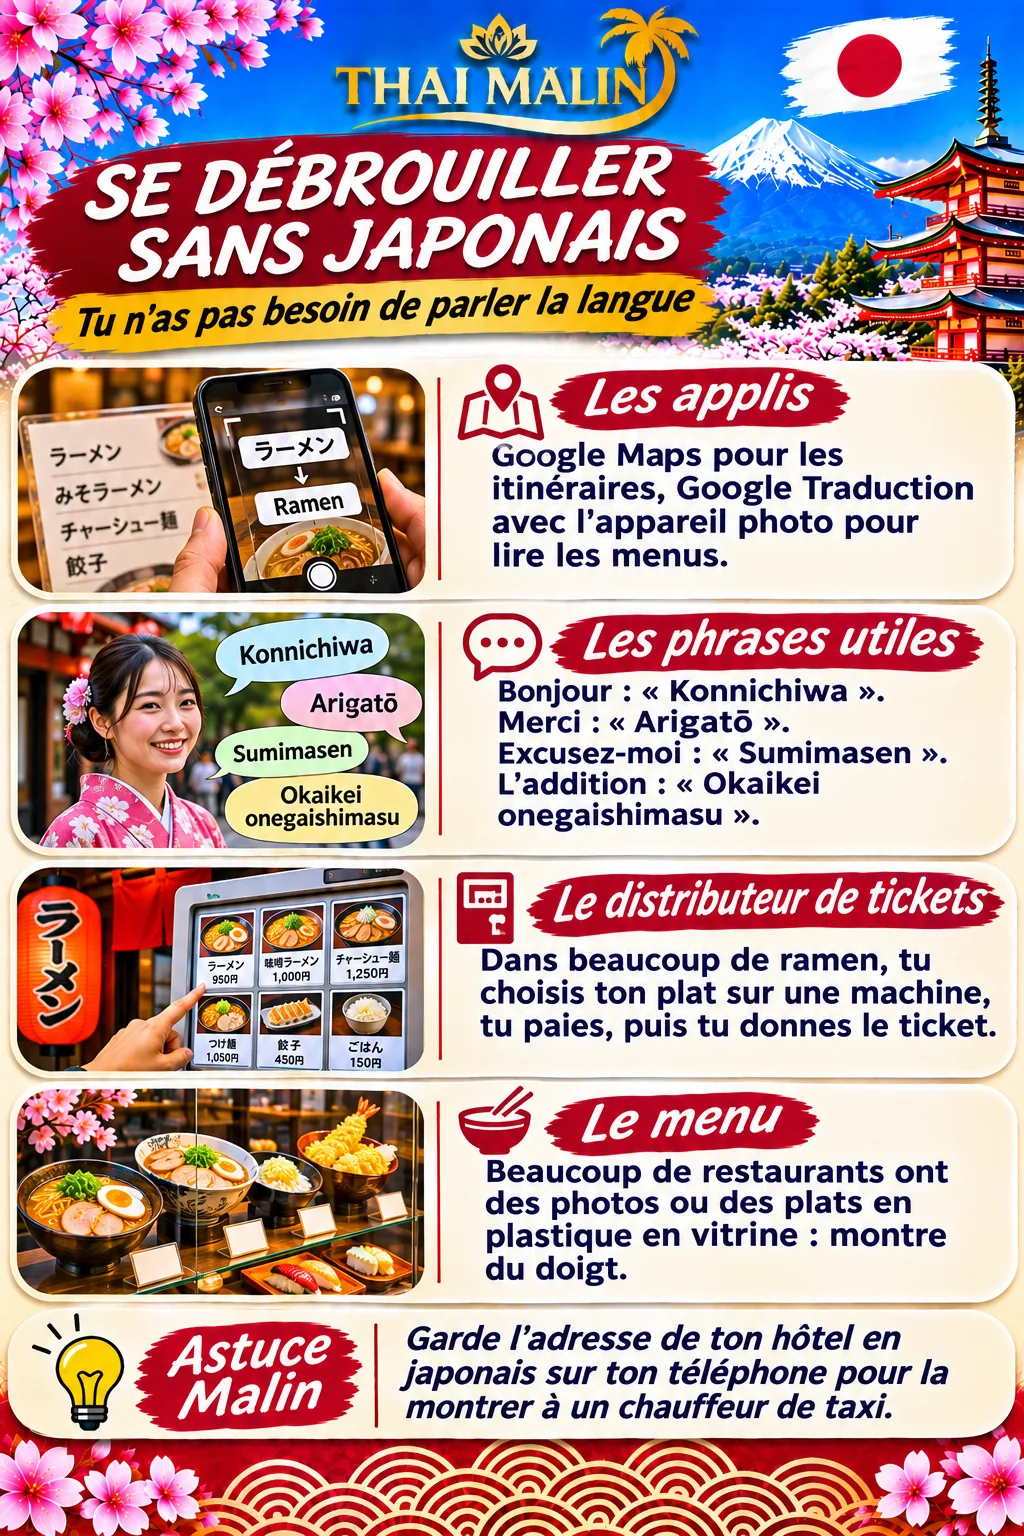 THAI MALIN
SE DÉBROUILLER
SANS JAPONAIS
Tu n'as pas besoin de parler la langue
ラーメン
みそラーメン
チャーシュー麺
餃子
ラーメン
Ramen
Les applis
Google Maps pour les
itinéraires, Google Traduction
avec l'appareil photo pour
lire les menus.
Konnichiwa
Arigatō
Sumimasen
Okaikei
onegaishimasu
Les phrases utiles
Bonjour : « Konnichiwa ».
Merci : « Arigatō ».
Excusez-moi : « Sumimasen ».
L'addition : « Okaikei
onegaishimasu ».
ラーメン
ラーメン
950円
味噌ラーメン
1,000円
チャーシュー麺
1,250円
つけ麺
1,050円
餃子
450円
ごはん
150円
Le distributeur de tickets
Dans beaucoup de ramen, tu
choisis ton plat sur une machine,
tu paies, puis tu donnes le ticket.
Le menu
Beaucoup de restaurants ont
des photos ou des plats en
plastique en vitrine : montre
du doigt.
Astuce
Malin
Garde l'adresse de ton hôtel en
japonais sur ton téléphone pour la
montrer à un chauffeur de taxi.